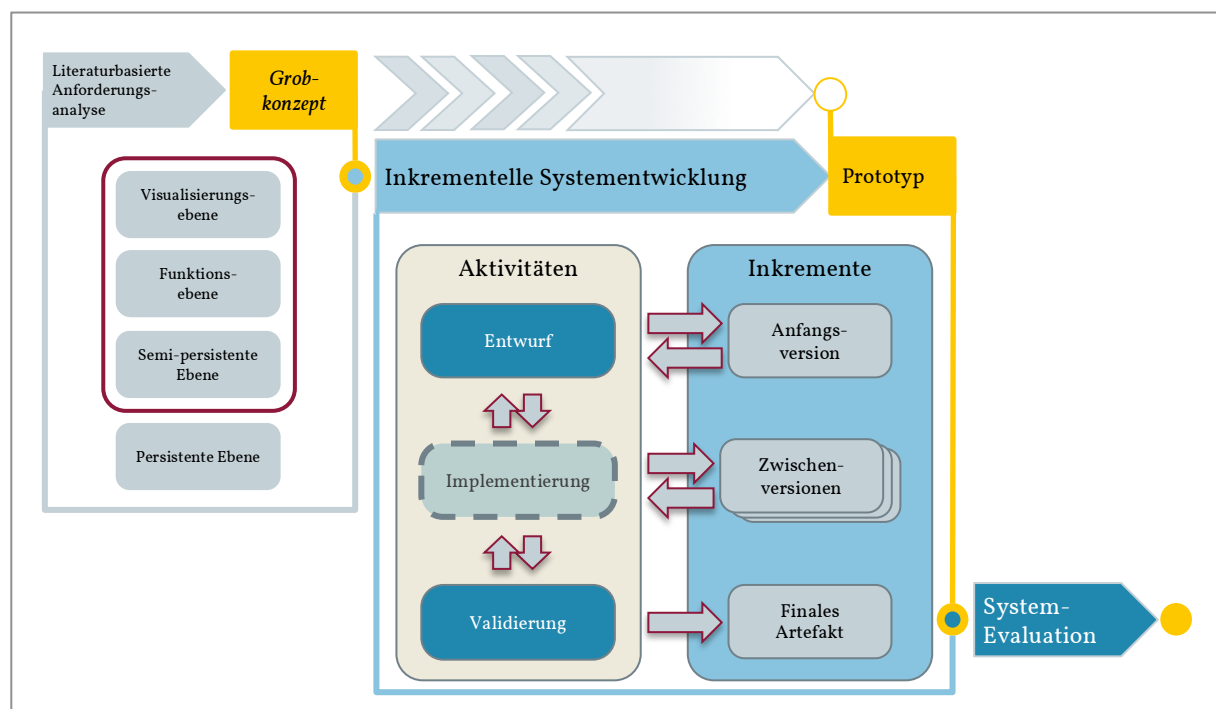 Literaturbasierte
Anforderungs-
analyse
Grob-
konzept
Visualisierungs-
ebene
Funktions-
ebene
Semi-persistente
Ebene
Persistente Ebene
Inkrementelle Systementwicklung
Prototyp
Aktivitäten
Entwurf
Implementierung
Validierung
Inkremente
Anfangs-
version
Zwischen-
versionen
Finales
Artefakt
System-
Evaluation